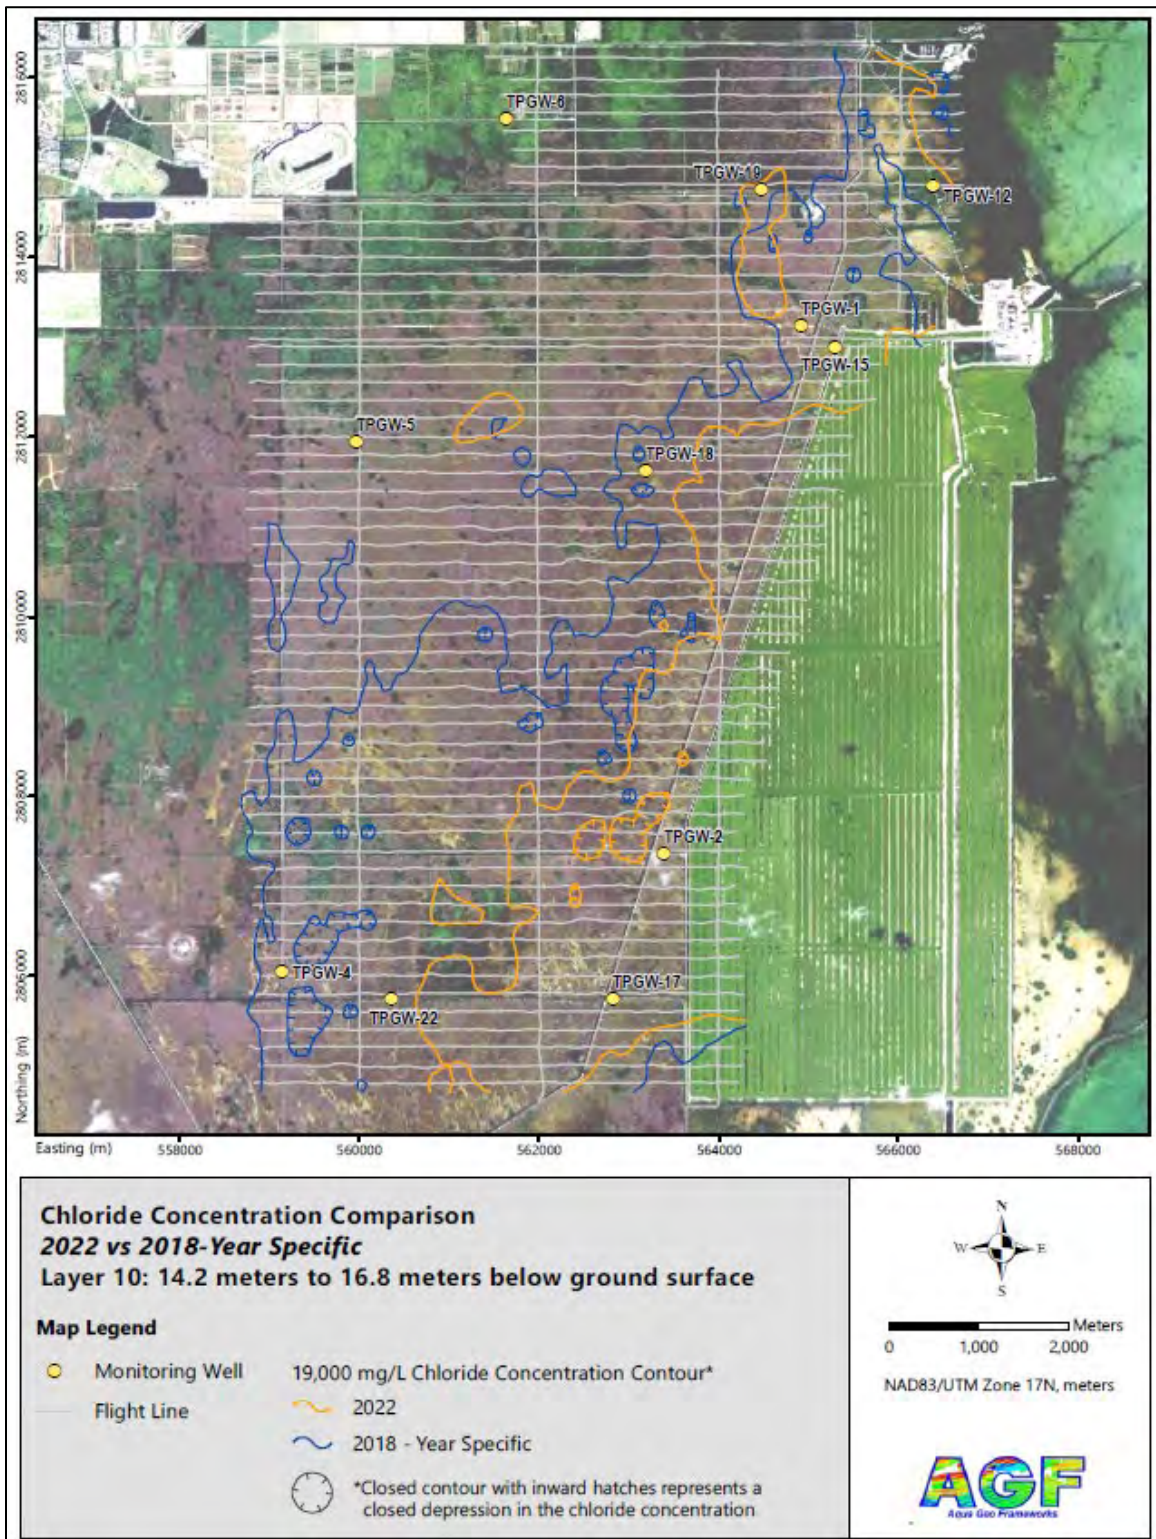 2816000
2814000
2812000
2810000
2808000
2806000
Northing (m)
TPGW-6
TPGW-19
TPGW-12
TPGW-1
TPGW-15
TPGW-5
TPGW-18
TPGW-2
TPGW-4
TPGW-17
TPGW-22
Easting (m) 558000 560000 562000 564000 566000 568000
Chloride Concentration Comparison
2022 vs 2018-Year Specific
Layer 10: 14.2 meters to 16.8 meters below ground surface
Map Legend
Monitoring Well
Flight Line
19,000 mg/L Chloride Concentration Contour*
2022
2018 - Year Specific
*Closed contour with inward hatches represents a
closed depression in the chloride concentration
N
W E
S
Meters
0 1,000 2,000
NAD83/UTM Zone 17N, meters
AGF
Aqua Geo Frameworks